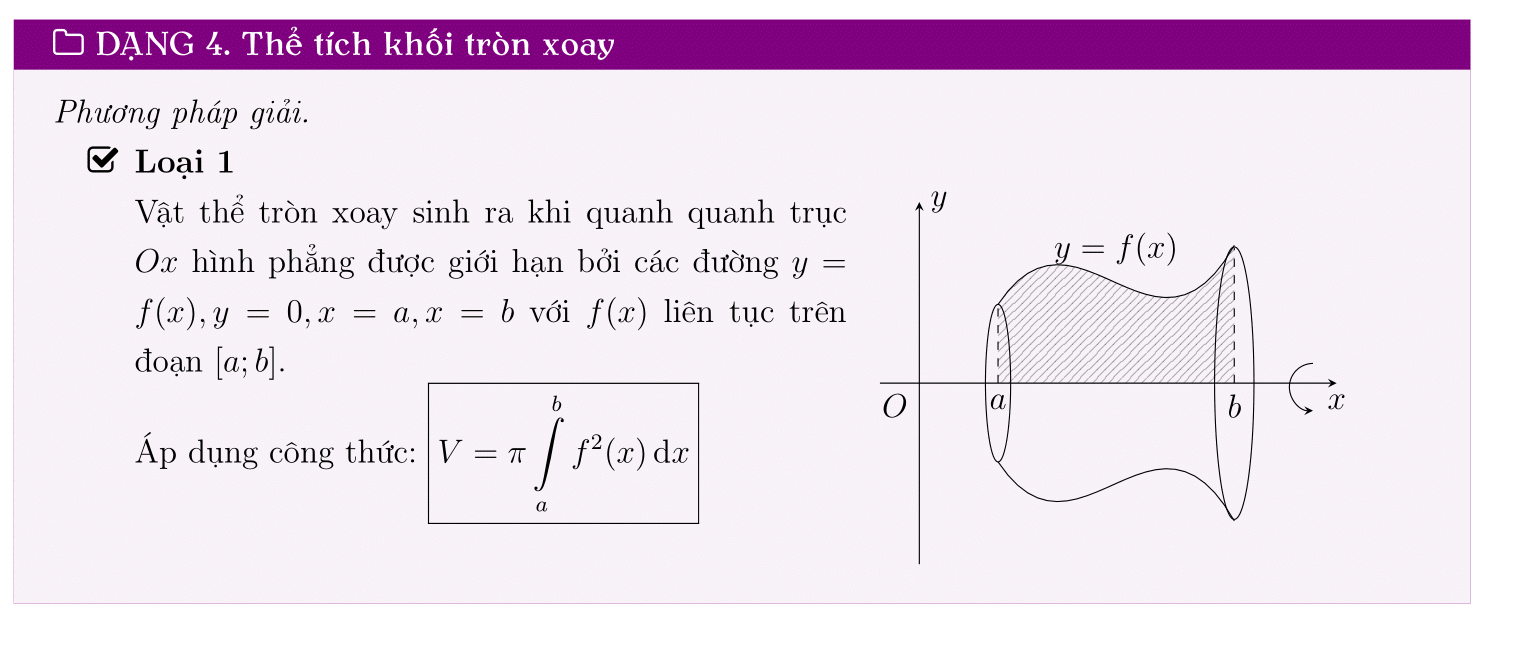 DẠNG 4. Thể tích khối tròn xoay
Phương pháp giải.
Loại 1
Vật thể tròn xoay sinh ra khi quanh quanh trục
Ox hình phẳng được giới hạn bởi các đường y =
f(x), y = 0, x = a, x = b với f(x) liên tục trên
đoạn [a; b].
Áp dụng công thức: V = π ∫_a^b f²(x) dx
y
y = f(x)
O
a
b
x